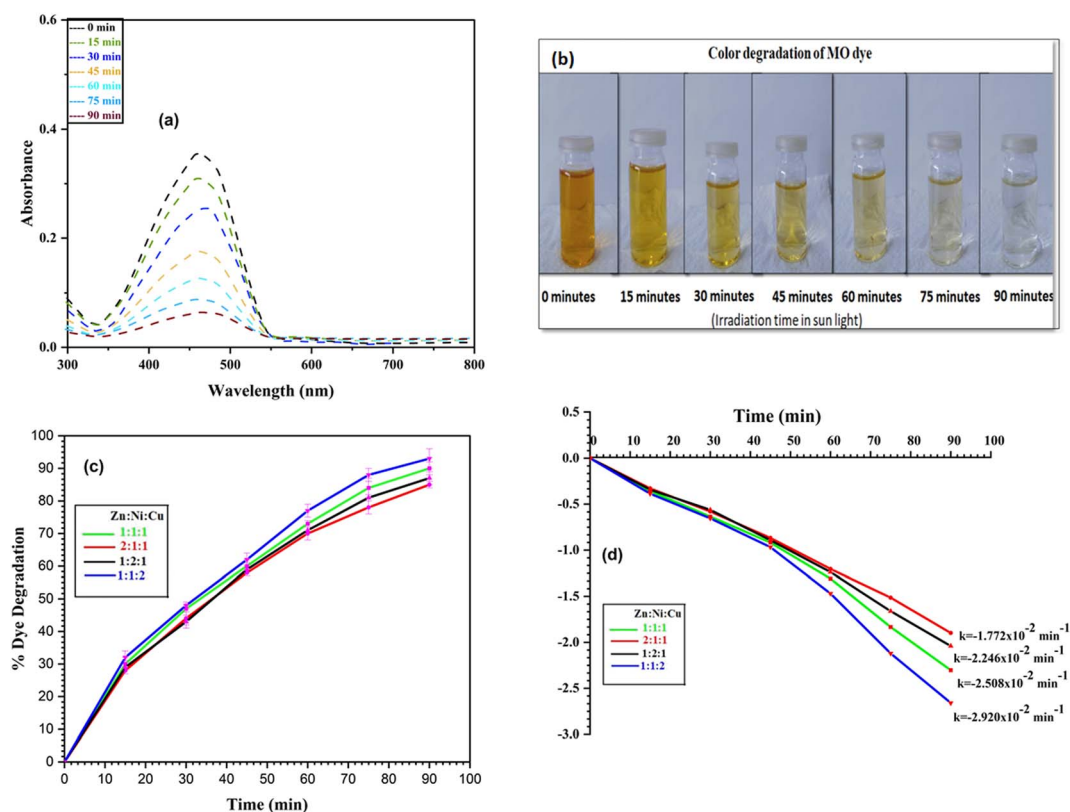 0.6
0.4
0.2
0.0
300
400
500
600
700
800
Absorbance
Wavelength (nm)
---- 0 min
---- 15 min
---- 30 min
---- 45 min
---- 60 min
---- 75 min
---- 90 min
(a)
(b)
Color degradation of MO dye
0 minutes
15 minutes
30 minutes
45 minutes
60 minutes
75 minutes
90 minutes
(Irradiation time in sun light)
100
90
80
70
60
50
40
30
20
10
0
0
10
20
30
40
50
60
70
80
90
100
% Dye Degradation
Time (min)
(c)
Zn:Ni:Cu
1:1:1
2:1:1
1:2:1
1:1:2
Time (min)
0
10
20
30
40
50
60
70
80
90
100
0.5
0.0
-0.5
-1.0
-1.5
-2.0
-2.5
-3.0
(d)
Zn:Ni:Cu
1:1:1
2:1:1
1:2:1
1:1:2
k=-1.772x10⁻² min⁻¹
k=-2.246x10⁻² min⁻¹
k=-2.508x10⁻² min⁻¹
k=-2.920x10⁻² min⁻¹